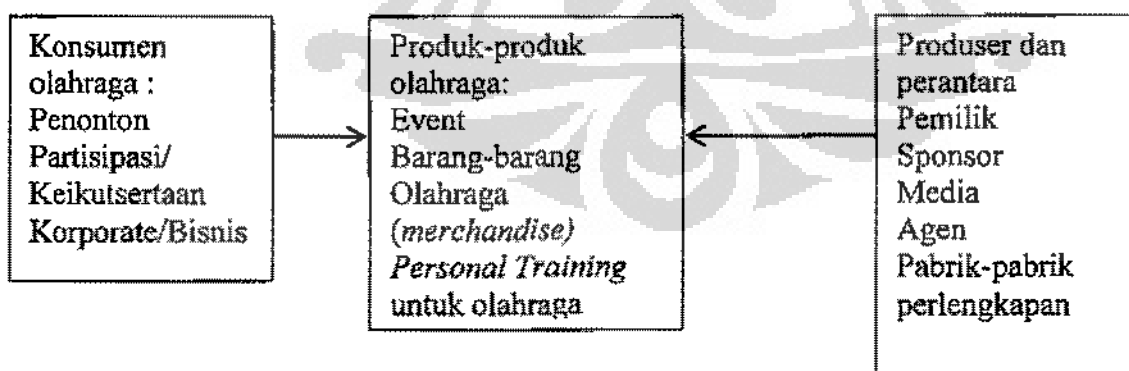 Konsumen
olahraga :
Penonton
Partisipasi/
Keikutsertaan
Korporate/Bisnis
Produk-produk
olahraga:
Event
Barang-barang
Olahraga
(merchandise)
Personal Training
untuk olahraga
Produser dan
perantara
Pemilik
Sponsor
Media
Agen
Pabrik-pabrik
perlengkapan